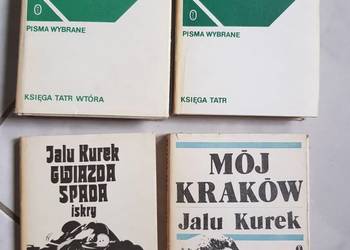 PISMA WYBRANE
KSIĘGA TATR WTÓRA
PISMA WYBRANE
KSIĘGA TATR
Jalu Kurek
GWIAZDA
SPADA
iskry
MÓJ
KRAKÓW
Jalu Kurek